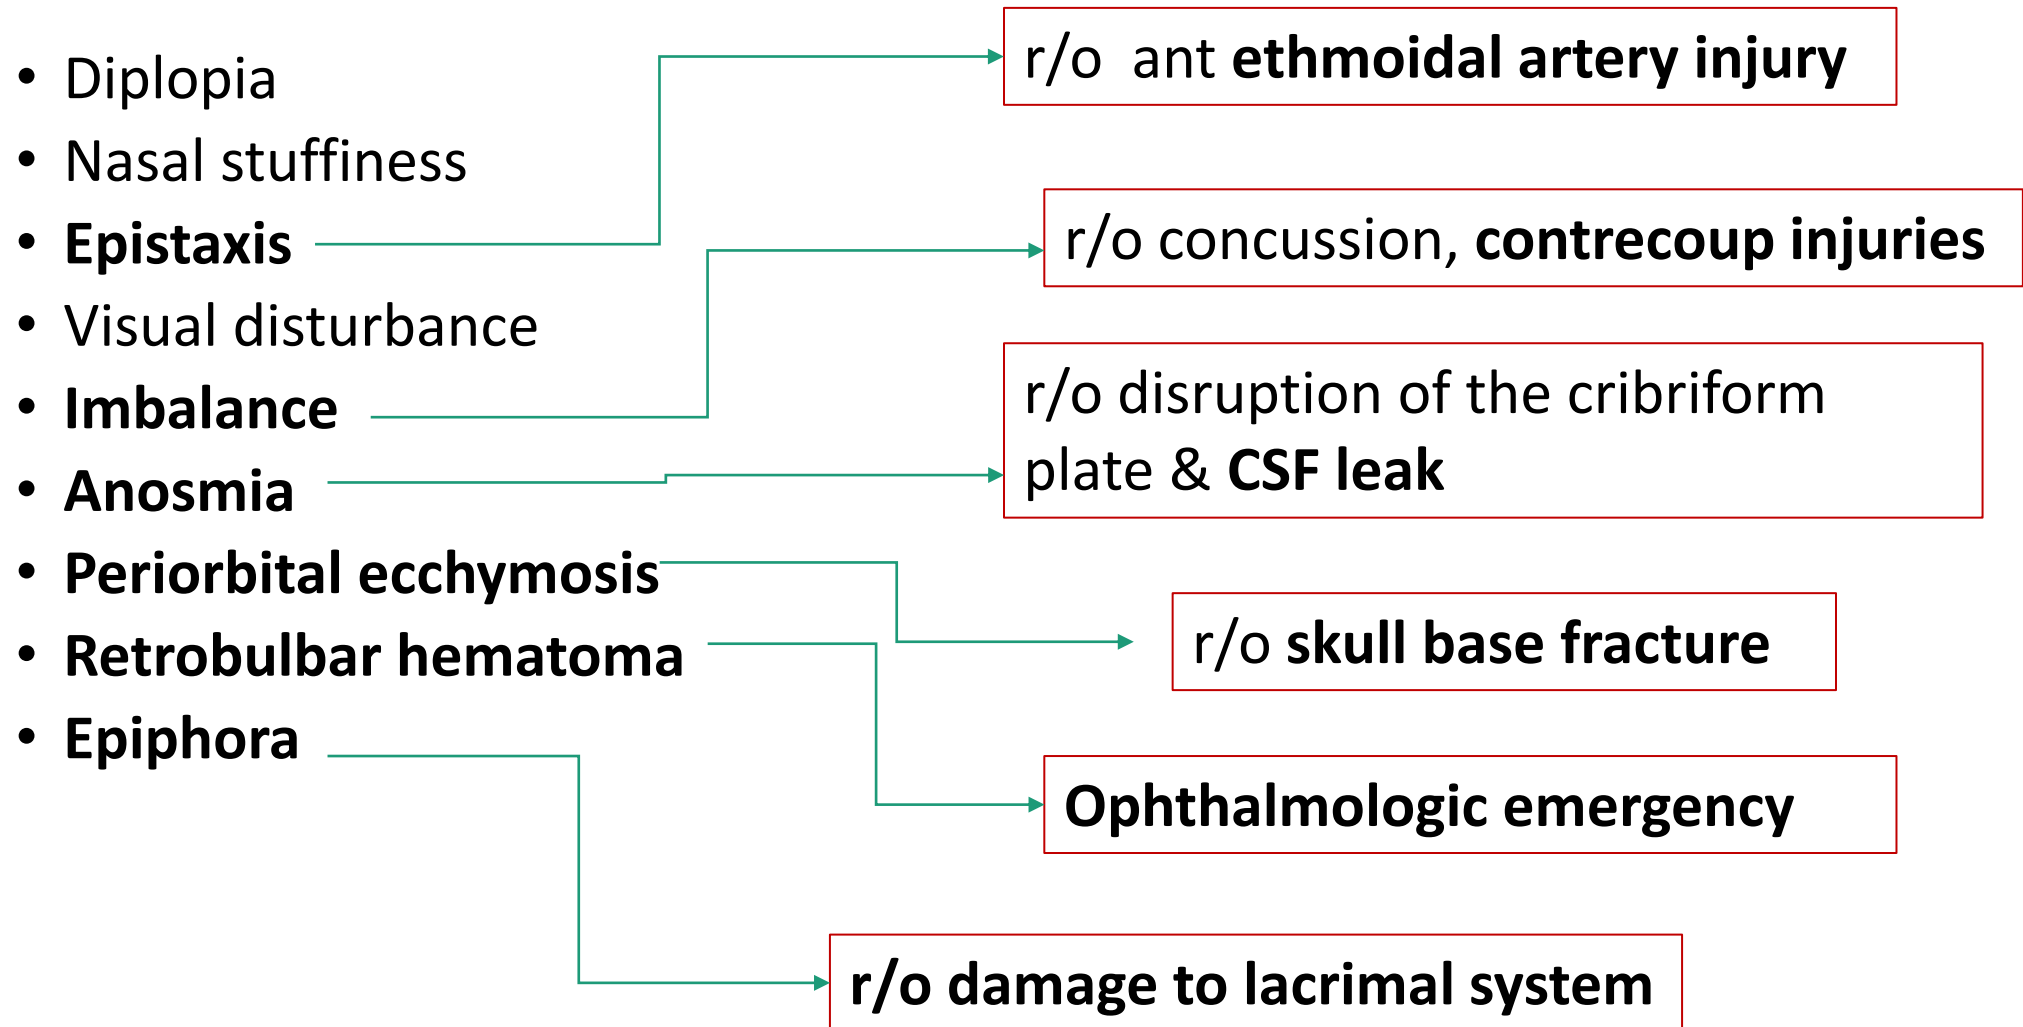 • Diplopia
• Nasal stuffiness
• Epistaxis
• Visual disturbance
• Imbalance
• Anosmia
• Periorbital ecchymosis
• Retrobulbar hematoma
• Epiphora
r/o ant ethmoidal artery injury
r/o concussion, contrecoup injuries
r/o disruption of the cribriform
plate & CSF leak
r/o skull base fracture
Ophthalmologic emergency
r/o damage to lacrimal system